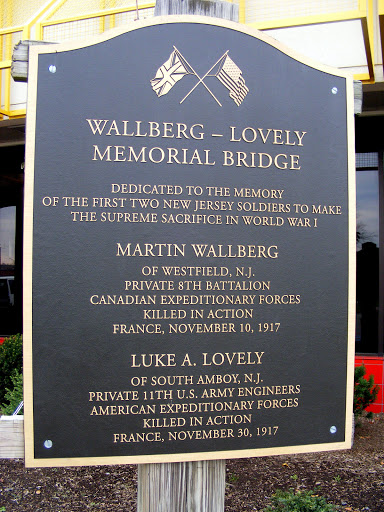 WALLBERG – LOVELY
MEMORIAL BRIDGE
DEDICATED TO THE MEMORY
OF THE FIRST TWO NEW JERSEY SOLDIERS TO MAKE
THE SUPREME SACRIFICE IN WORLD WAR I
MARTIN WALLBERG
OF WESTFIELD, N.J.
PRIVATE 8TH BATTALION
CANADIAN EXPEDITIONARY FORCES
KILLED IN ACTION
FRANCE, NOVEMBER 10, 1917
LUKE A. LOVELY
OF SOUTH AMBOY, N.J.
PRIVATE 11TH U.S. ARMY ENGINEERS
AMERICAN EXPEDITIONARY FORCES
KILLED IN ACTION
FRANCE, NOVEMBER 30, 1917